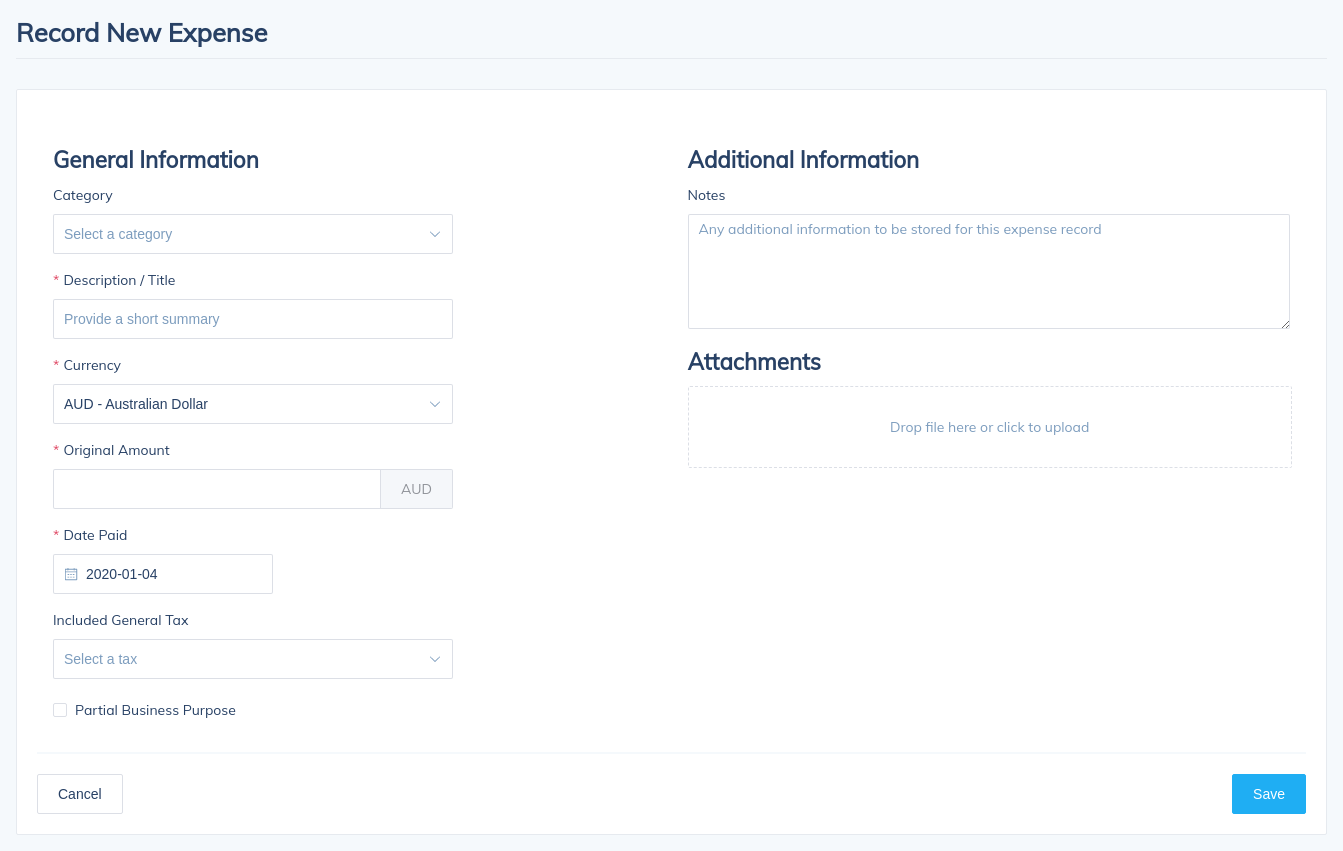 Record New Expense
General Information
Category
Select a category
* Description / Title
Provide a short summary
* Currency
AUD - Australian Dollar
* Original Amount
AUD
* Date Paid
2020-01-04
Included General Tax
Select a tax
Partial Business Purpose
Additional Information
Notes
Any additional information to be stored for this expense record
Attachments
Drop file here or click to upload
Cancel
Save